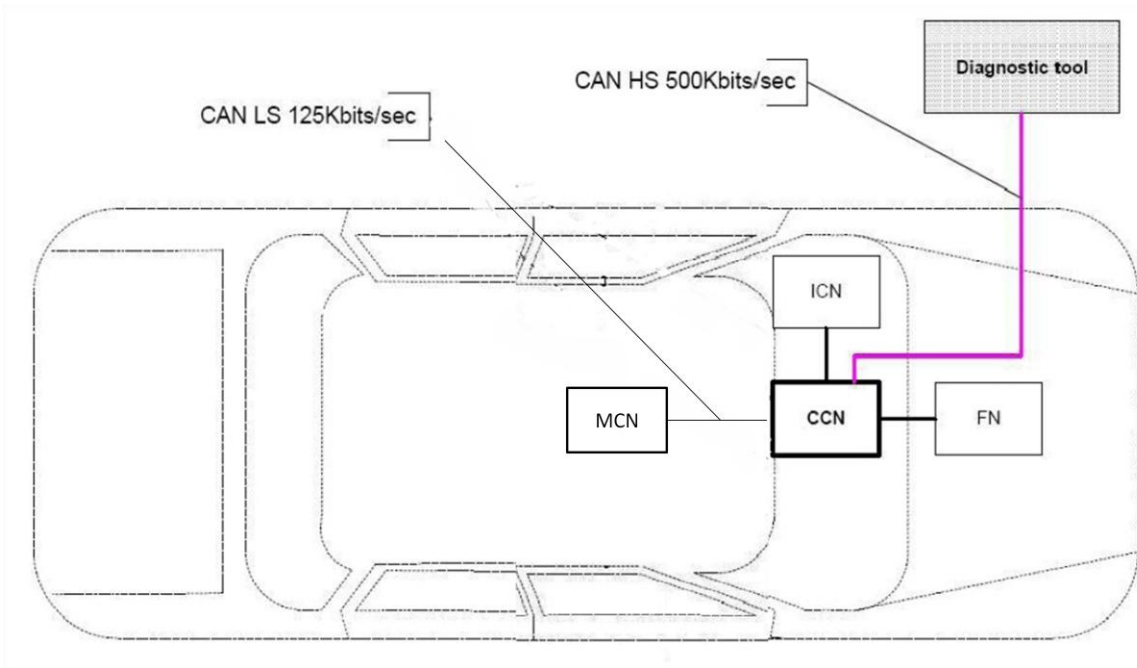 Diagnostic tool
CAN HS 500Kbits/sec
CAN LS 125Kbits/sec
ICN
MCN
CCN
FN